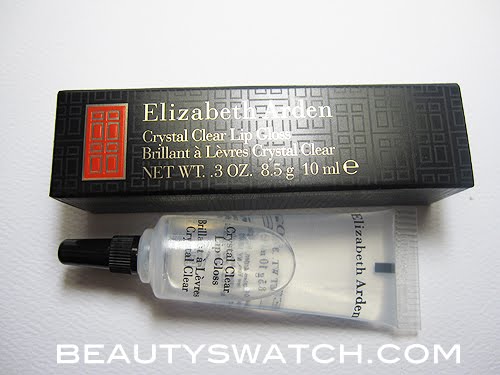 Elizabeth Arden
Crystal Clear Lip Gloss
Brillant à Lèvres Crystal Clear
NET WT. .3 OZ. 8.5 g 10 ml e
Elizabeth Arden
Crystal Clear
Lip Gloss
Brillant à Lèvres
Crystal Clear
BEAUTYSWATCH.COM